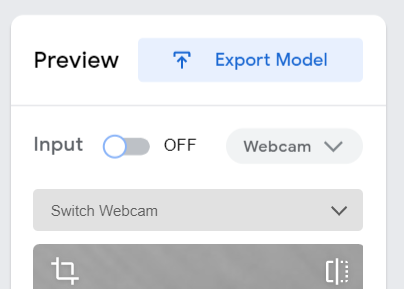 Preview
Export Model
Input
OFF
Webcam
Switch Webcam